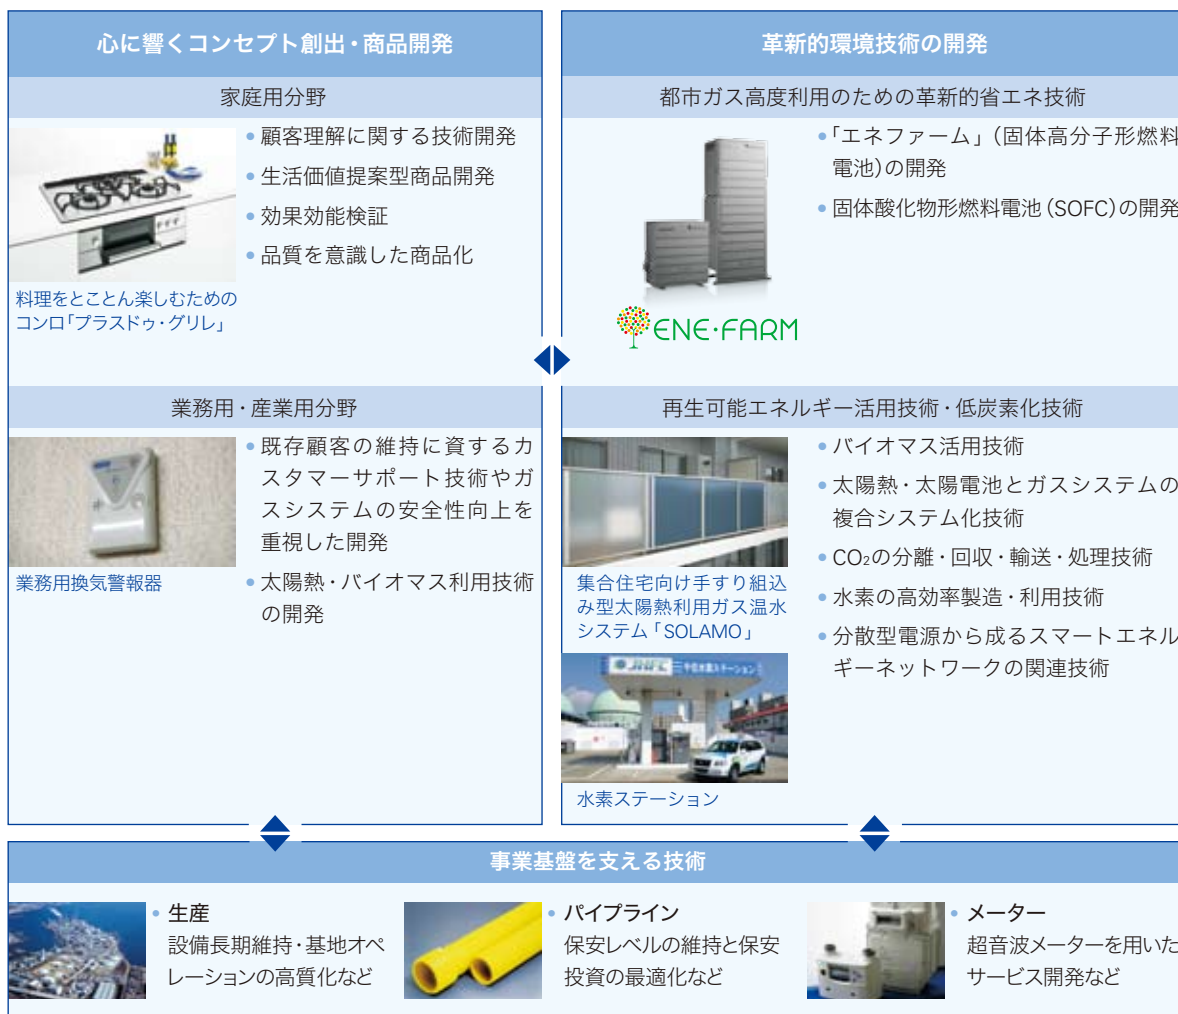 心に響くコンセプト創出・商品開発
家庭用分野
• 顧客理解に関する技術開発
• 生活価値提案型商品開発
• 効果効能検証
• 品質を意識した商品化
料理をとことん楽しむための
コンロ「プラスドゥ・グリレ」
業務用・産業用分野
• 既存顧客の維持に資するカ
スタマーサポート技術やガ
スシステムの安全性向上を
重視した開発
• 太陽熱・バイオマス利用技術
の開発
業務用換気警報器
革新的環境技術の開発
都市ガス高度利用のための革新的省エネ技術
• 「エネファーム」(固体高分子形燃料
電池)の開発
• 固体酸化物形燃料電池(SOFC)の開発
ENE・FARM
再生可能エネルギー活用技術・低炭素化技術
• バイオマス活用技術
• 太陽熱・太陽電池とガスシステムの
複合システム化技術
• CO₂の分離・回収・輸送・処理技術
• 水素の高効率製造・利用技術
• 分散型電源から成るスマートエネル
ギーネットワークの関連技術
集合住宅向け手すり組込
み型太陽熱利用ガス温水
システム「SOLAMO」
JHFC 千住水素ステーション
水素ステーション
事業基盤を支える技術
• 生産
設備長期維持・基地オペ
レーションの高質化など
• パイプライン
保安レベルの維持と保安
投資の最適化など
• メーター
超音波メーターを用いた
サービス開発など